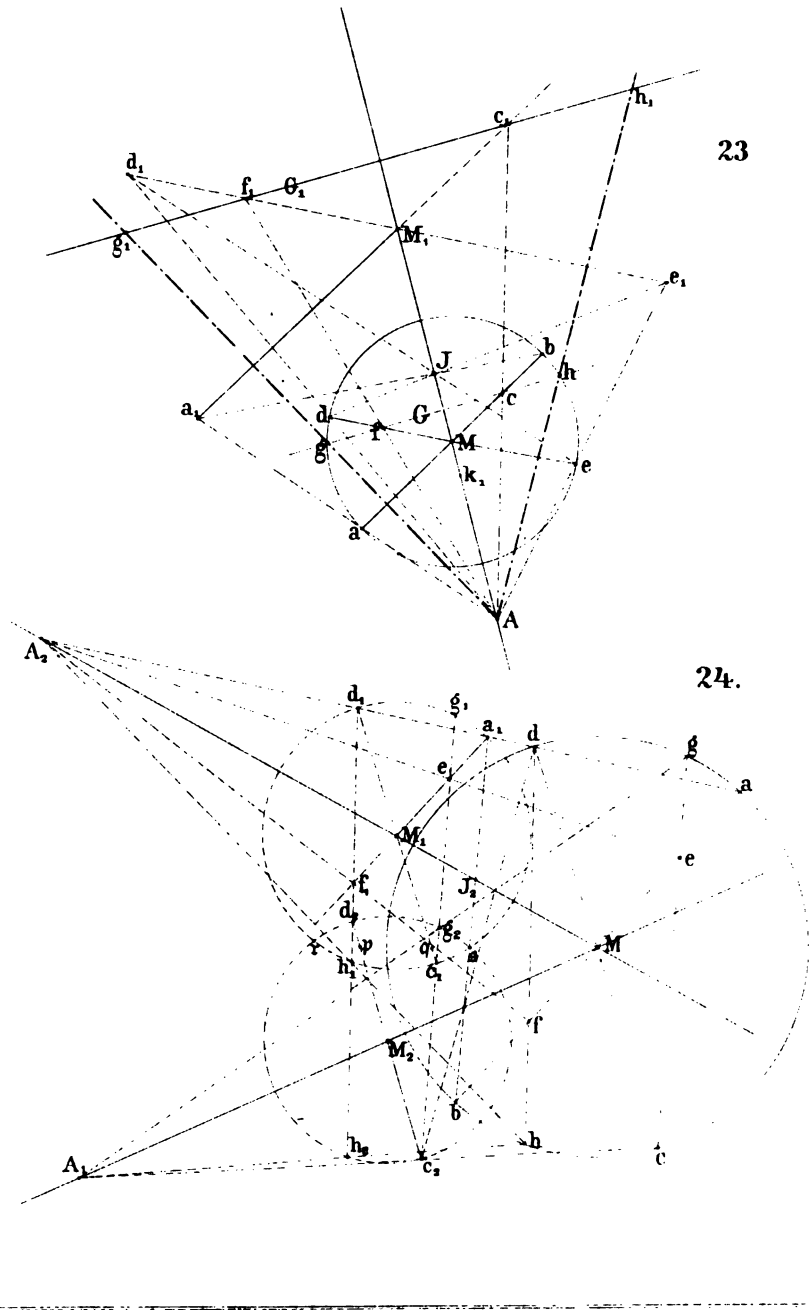 23
h₁
c₁
d₁
f₁ G₁
g₁
M₁
e₁
J
b
h
a₁
d
G
c
f
g
M
e
k₁
a
A
A₂
24.
d₁
g₁
a₁
d
g
a
e₁
M₁
e
f₁
J₂
d₂
g₂
r
p
q
M
h₁
c₁
f
M₂
b
A₁
h₂
c₂
h
c